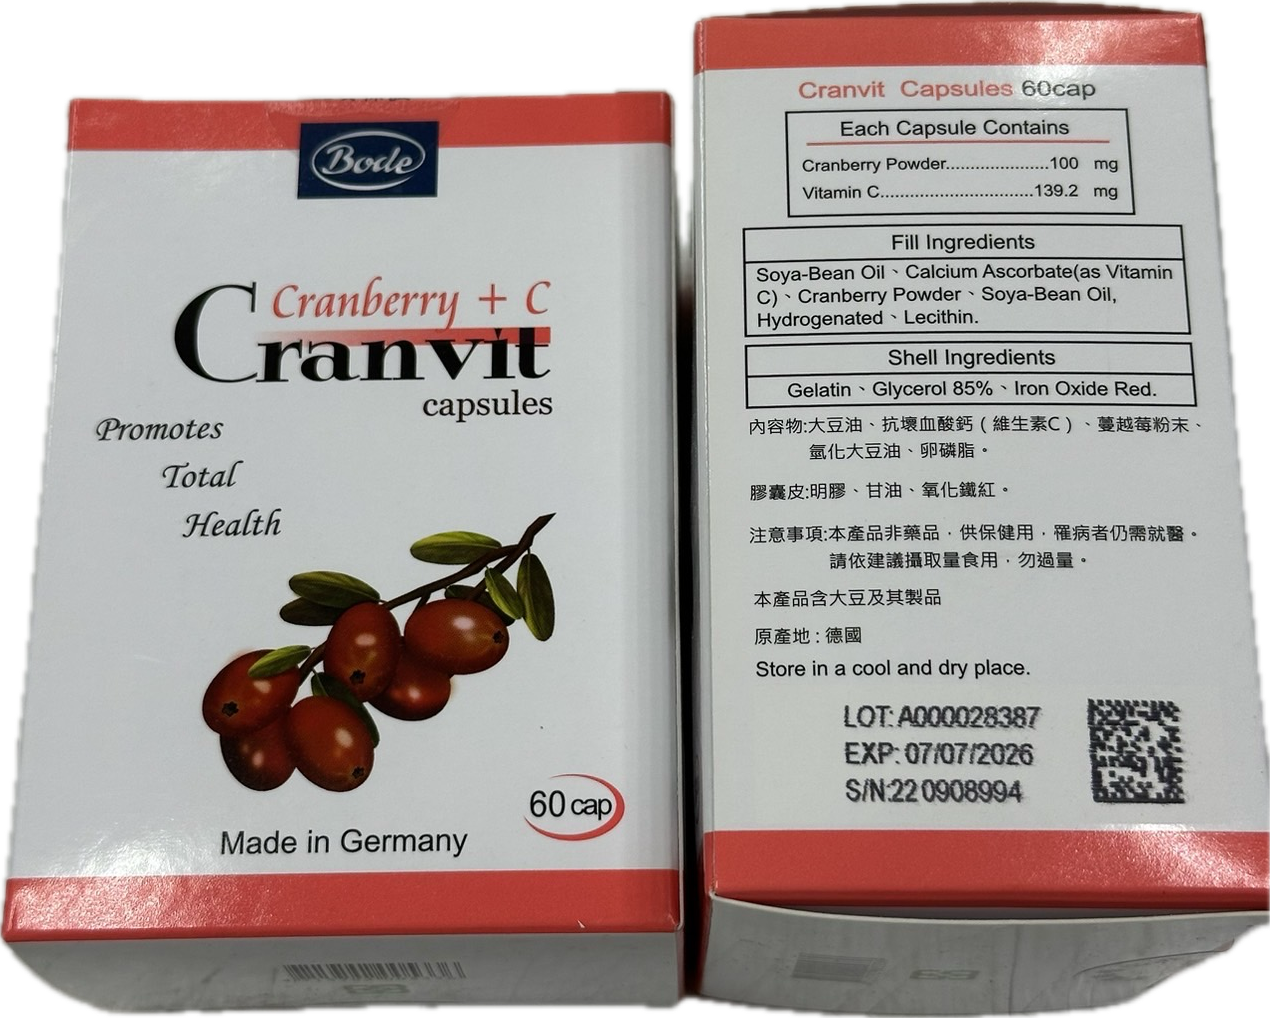 Bode
Cranberry + C
Cranvit
capsules
Promotes
Total
Health
60 cap
Made in Germany
Cranvit Capsules 60cap
Each Capsule Contains
Cranberry Powder.....................100 mg
Vitamin C...............................139.2 mg
Fill Ingredients
Soya-Bean Oil、Calcium Ascorbate(as Vitamin
C)、Cranberry Powder、Soya-Bean Oil,
Hydrogenated、Lecithin.
Shell Ingredients
Gelatin、Glycerol 85%、Iron Oxide Red.
內容物:大豆油、抗壞血酸鈣（維生素C）、蔓越莓粉末、
氫化大豆油、卵磷脂。
膠囊皮:明膠、甘油、氧化鐵紅。
注意事項:本產品非藥品，供保健用，罹病者仍需就醫。
請依建議攝取量食用，勿過量。
本產品含大豆及其製品
原產地 : 德國
Store in a cool and dry place.
LOT: A000028387
EXP: 07/07/2026
S/N:22 0908994